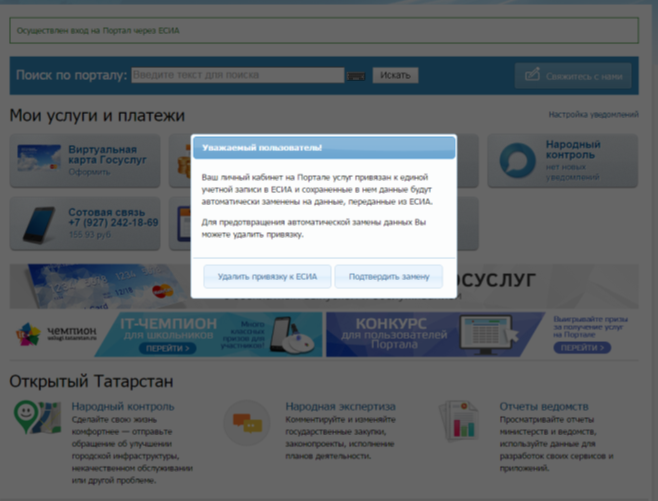 Осуществлен вход на Портал через ЕСИА
Поиск по порталу: Введите текст для поиска Искать Свяжитесь с нами
Мои услуги и платежи
Настройка уведомлений
Виртуальная
карта Госуслуг
Оформить
Народный
контроль
нет новых
уведомлений
Сотовая связь
+7 (927) 242-18-69
155.93 руб
Уважаемый пользователь!
Ваш личный кабинет на Портале услуг привязан к единой
учетной записи в ЕСИА и сохраненные в нем данные будут
автоматически заменены на данные, переданные из ЕСИА.
Для предотвращения автоматической замены данных Вы
можете удалить привязку.
Удалить привязку к ЕСИА Подтвердить замену
ОСУСЛУГ
чемпион
uslugi.tatarstan.ru
IT-ЧЕМПИОН
для школьников
ПЕРЕЙТИ >
Много
классных
призов для
участников!
КОНКУРС
для пользователей
Портала
Выигрывайте призы
за получение услуг
на Портале
ПЕРЕЙТИ >
Открытый Татарстан
Народный контроль
Сделайте свою жизнь
комфортнее — отправьте
обращение об улучшении
городской инфраструктуры,
некачественном обслуживании
или другой проблеме.
Народная экспертиза
Комментируйте и изменяйте
государственные закупки,
законопроекты, исполнение
планов деятельности.
Отчеты ведомств
Просматривайте отчеты
министерств и ведомств,
используйте данные для
разработок своих сервисов и
приложений.